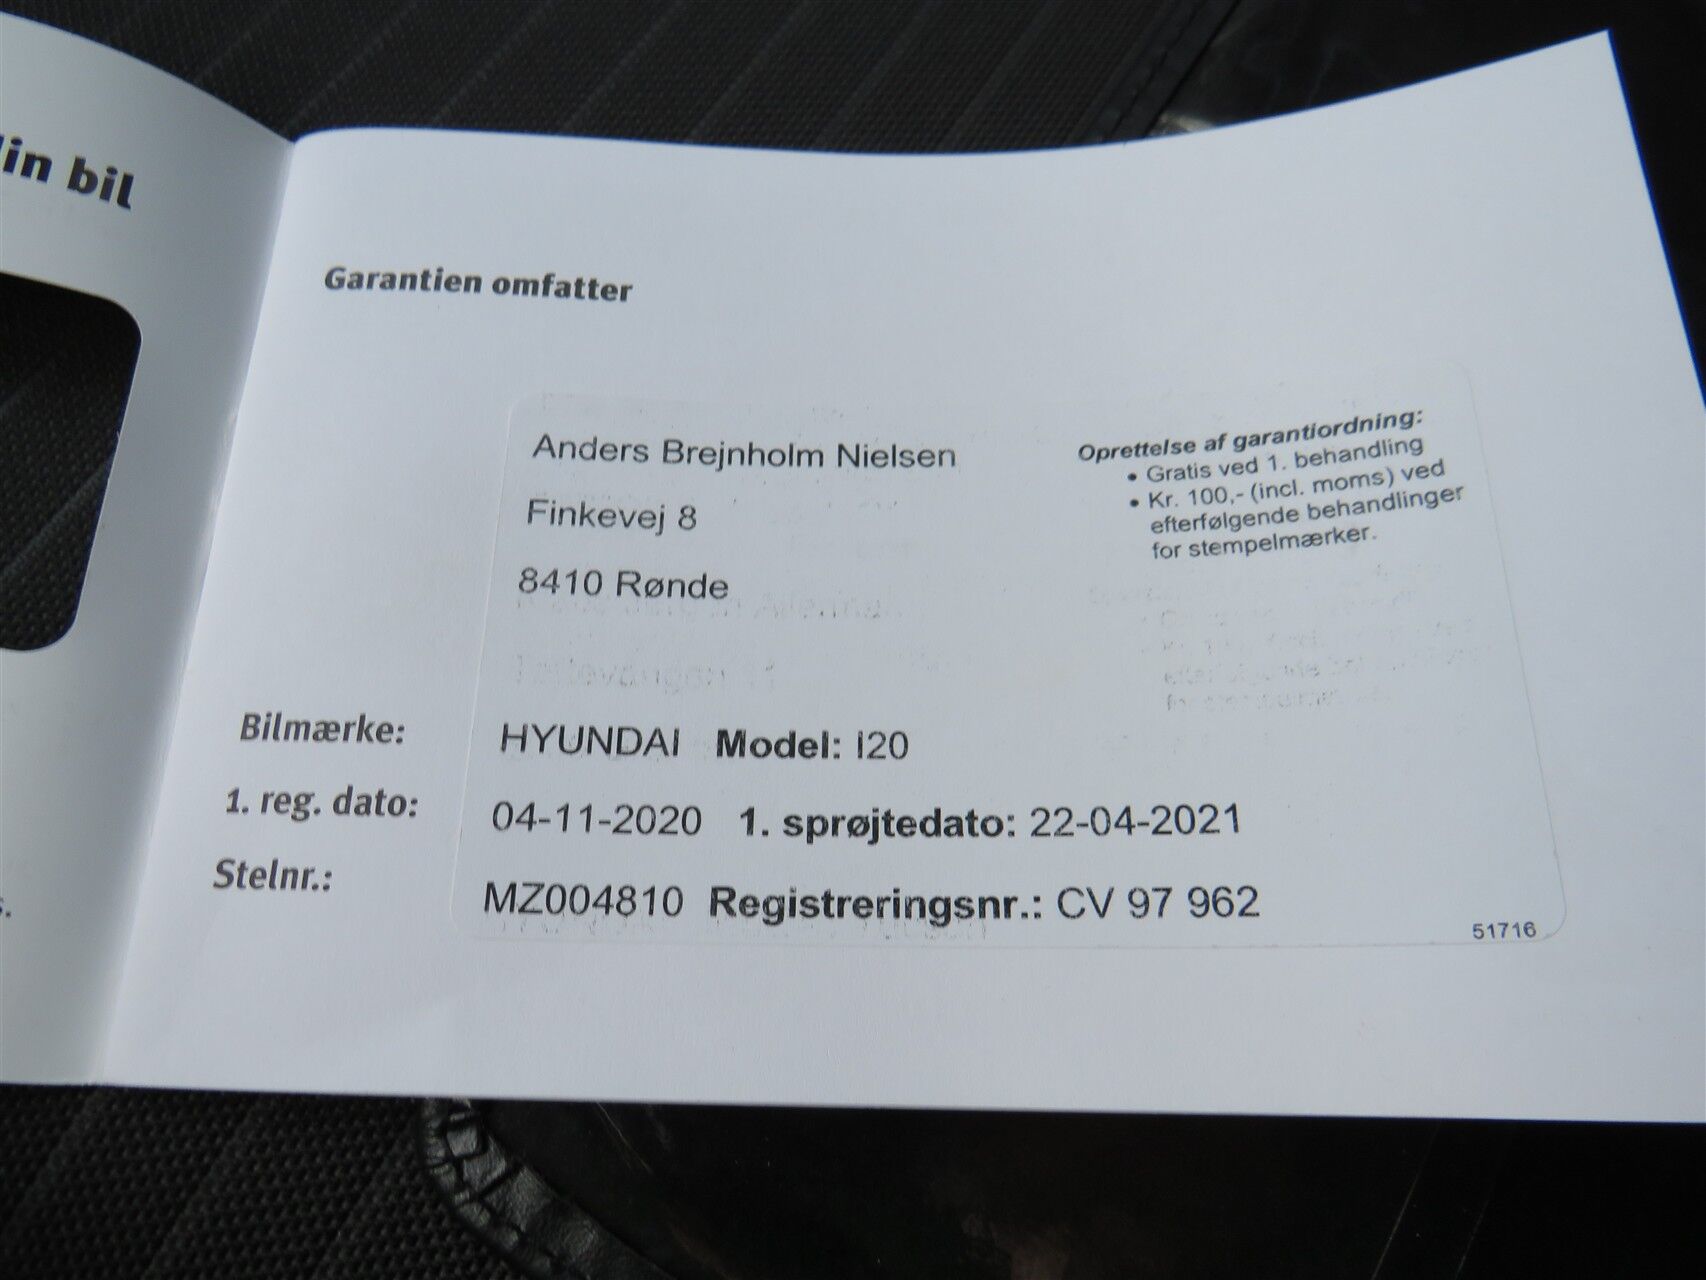 in bil
Garantien omfatter
Anders Brejnholm Nielsen
Finkevej 8
8410 Rønde
Oprettelse af garantiordning:
• Gratis ved 1. behandling
• Kr. 100,- (incl. moms) ved
efterfølgende behandlinger
for stempelmærker.
Bilmærke: HYUNDAI Model: I20
1. reg. dato: 04-11-2020 1. sprøjtedato: 22-04-2021
Stelnr.: MZ004810 Registreringsnr.: CV 97 962
51716